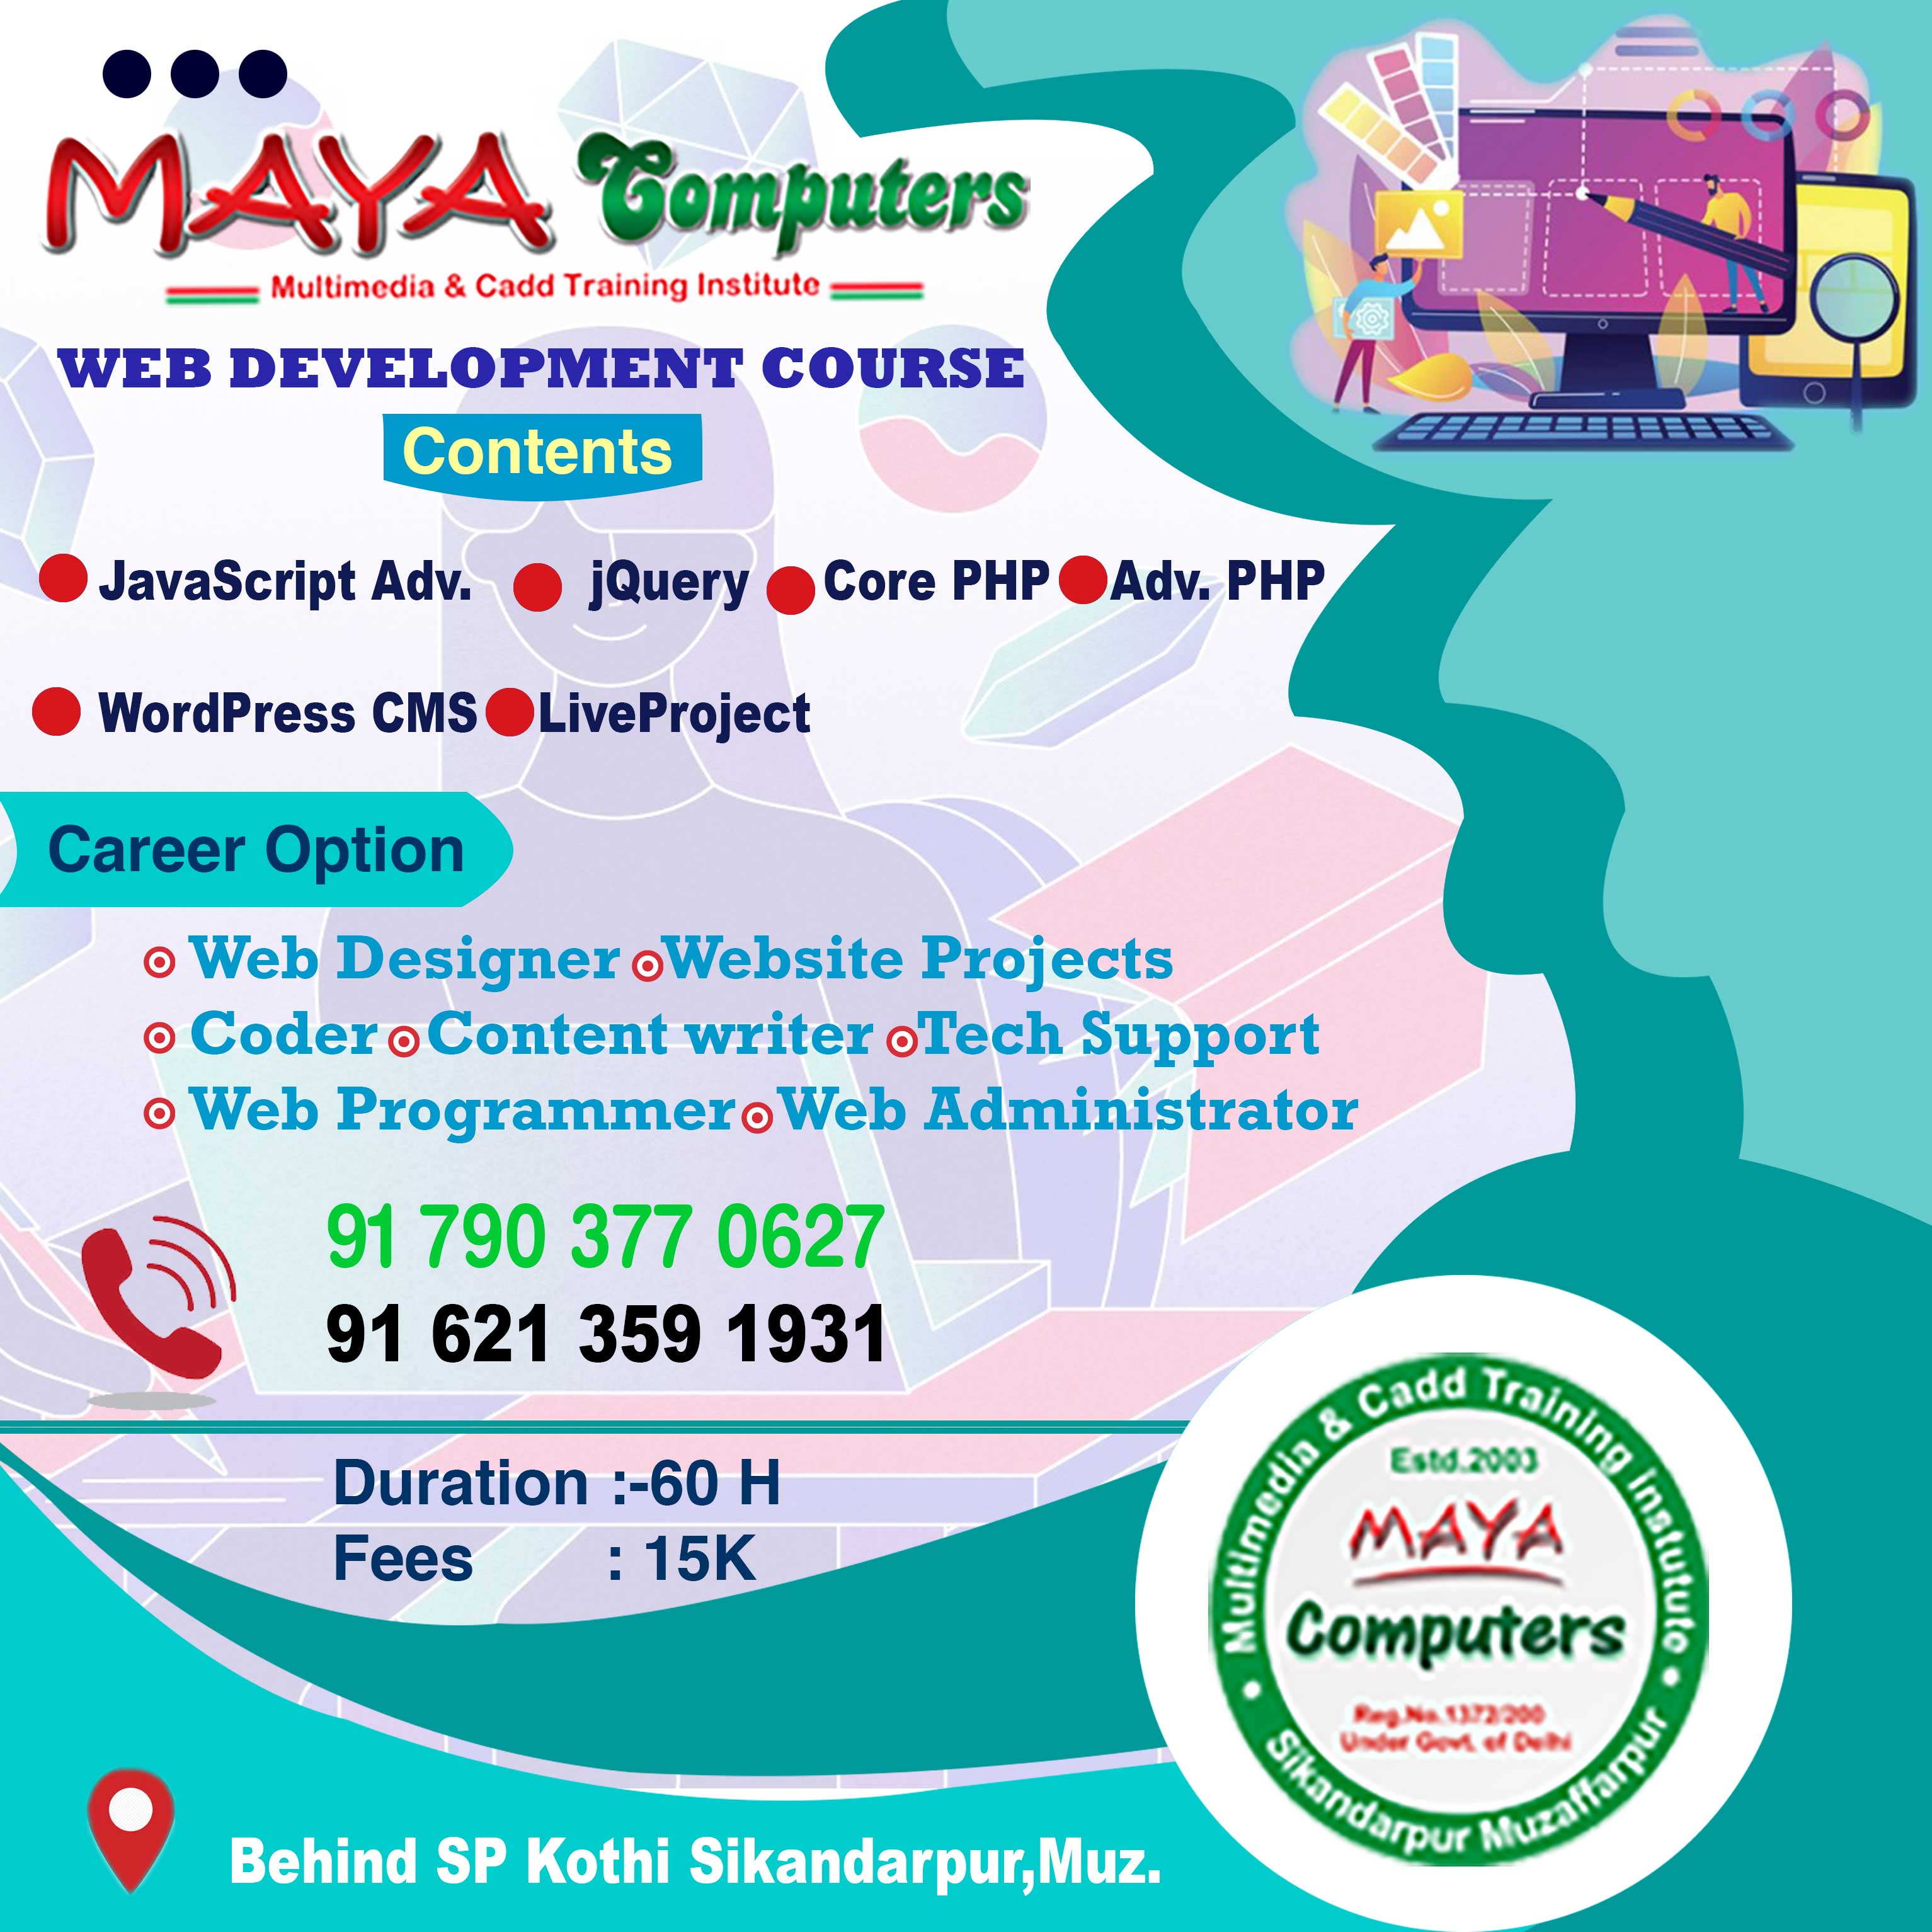 MAYA Computers
Multimedia & Cadd Training Institute
WEB DEVELOPMENT COURSE
Contents
JavaScript Adv. jQuery Core PHP Adv. PHP
WordPress CMS LiveProject
Career Option
Web Designer Website Projects
Coder Content writer Tech Support
Web Programmer Web Administrator
91 790 377 0627
91 621 359 1931
Duration :-60 H
Fees : 15K
Multimedia & Cadd Training Instutute
Estd.2003
MAYA
Computers
Reg.No.1372/200
Under Govt. of Delhi
Sikandarpur Muzaffarpur
Behind SP Kothi Sikandarpur,Muz.